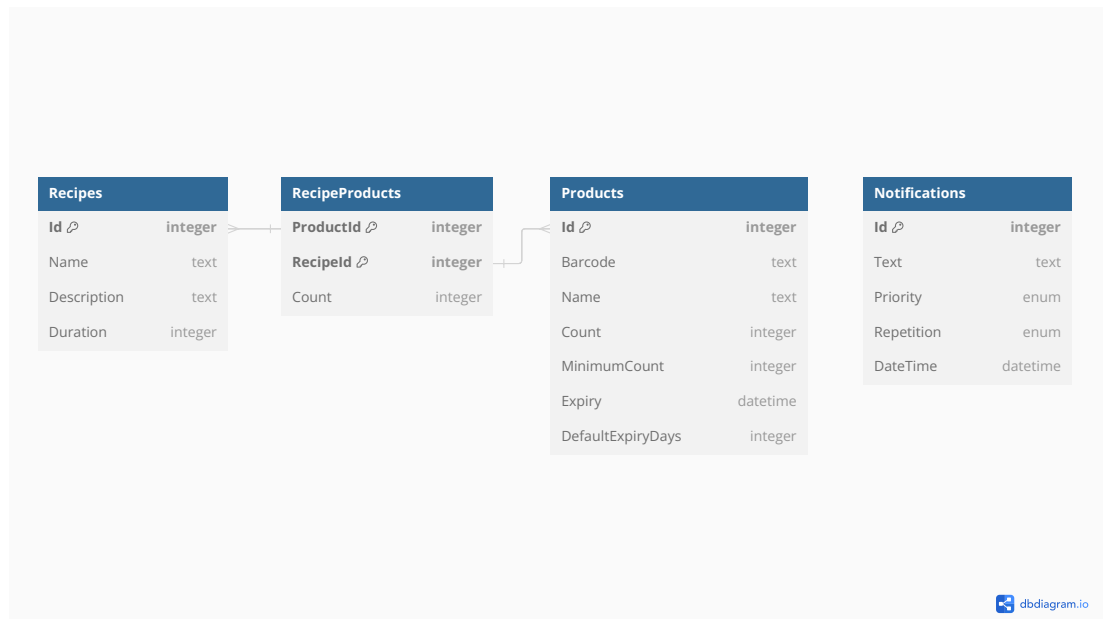 Recipes
Id integer
Name text
Description text
Duration integer
RecipeProducts
ProductId integer
RecipeId integer
Count integer
Products
Id integer
Barcode text
Name text
Count integer
MinimumCount integer
Expiry datetime
DefaultExpiryDays integer
Notifications
Id integer
Text text
Priority enum
Repetition enum
DateTime datetime
dbdiagram.io